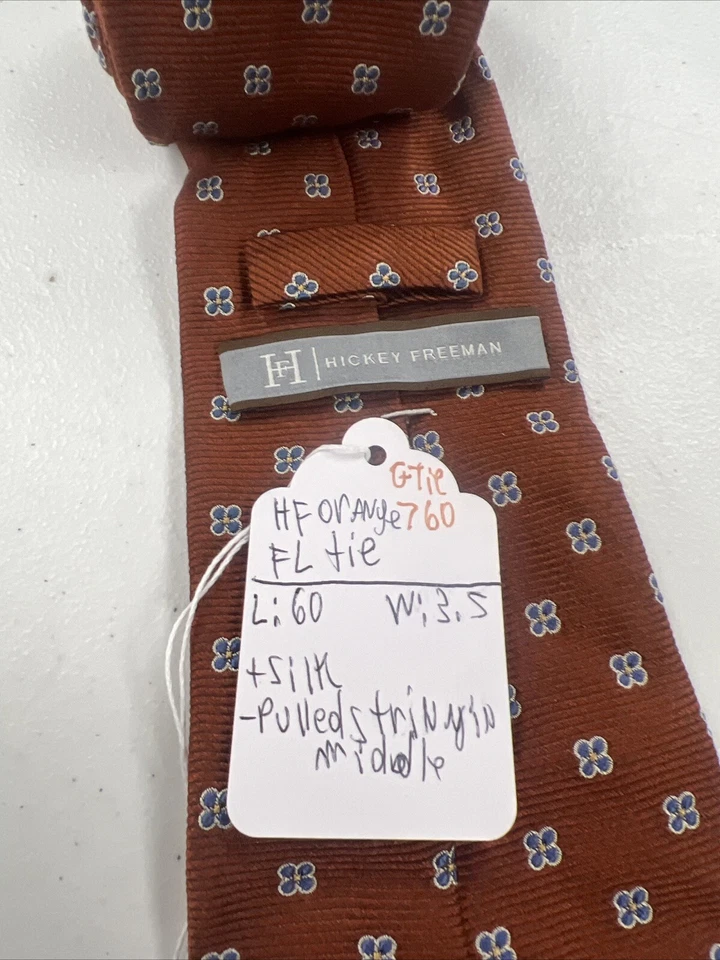 HF | HICKEY FREEMAN
GTie
HF orange 760
FL tie
L: 60 W: 3.5
+Silk
-Pulled string in
middle